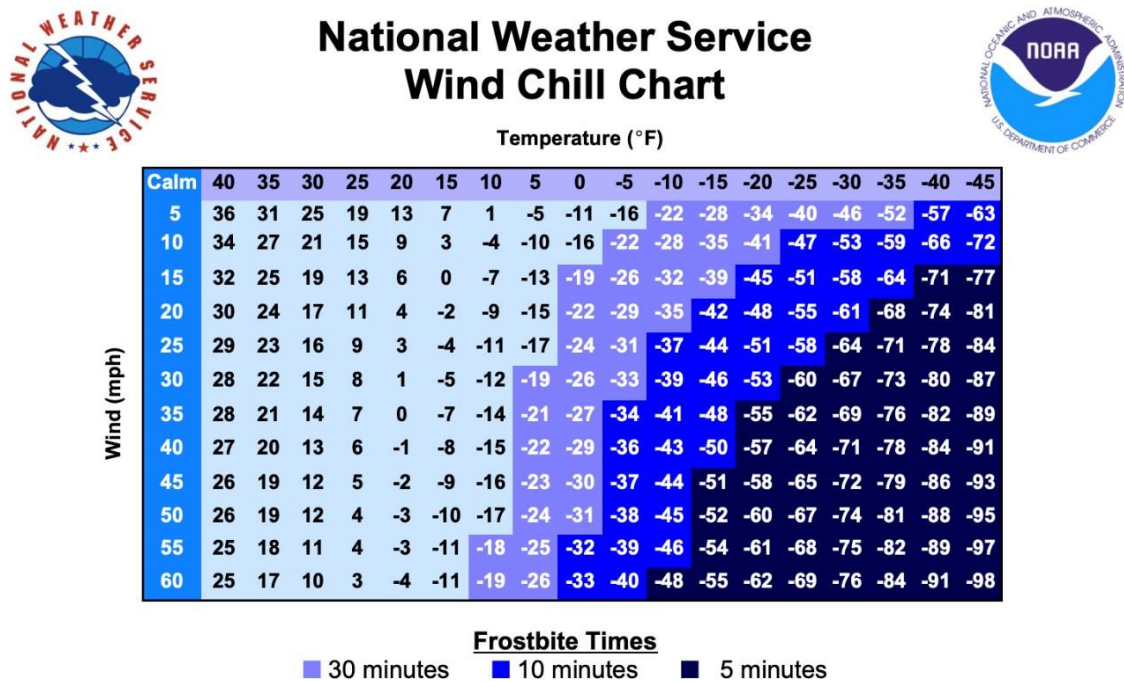 NATIONAL WEATHER SERVICE
National Weather Service
Wind Chill Chart
NATIONAL OCEANIC AND ATMOSPHERIC ADMINISTRATION
NOAA
U.S. DEPARTMENT OF COMMERCE
Temperature (°F)
Calm 40 35 30 25 20 15 10 5 0 -5 -10 -15 -20 -25 -30 -35 -40 -45
5 36 31 25 19 13 7 1 -5 -11 -16 -22 -28 -34 -40 -46 -52 -57 -63
10 34 27 21 15 9 3 -4 -10 -16 -22 -28 -35 -41 -47 -53 -59 -66 -72
15 32 25 19 13 6 0 -7 -13 -19 -26 -32 -39 -45 -51 -58 -64 -71 -77
20 30 24 17 11 4 -2 -9 -15 -22 -29 -35 -42 -48 -55 -61 -68 -74 -81
25 29 23 16 9 3 -4 -11 -17 -24 -31 -37 -44 -51 -58 -64 -71 -78 -84
30 28 22 15 8 1 -5 -12 -19 -26 -33 -39 -46 -53 -60 -67 -73 -80 -87
35 28 21 14 7 0 -7 -14 -21 -27 -34 -41 -48 -55 -62 -69 -76 -82 -89
40 27 20 13 6 -1 -8 -15 -22 -29 -36 -43 -50 -57 -64 -71 -78 -84 -91
45 26 19 12 5 -2 -9 -16 -23 -30 -37 -44 -51 -58 -65 -72 -79 -86 -93
50 26 19 12 4 -3 -10 -17 -24 -31 -38 -45 -52 -60 -67 -74 -81 -88 -95
55 25 18 11 4 -3 -11 -18 -25 -32 -39 -46 -54 -61 -68 -75 -82 -89 -97
60 25 17 10 3 -4 -11 -19 -26 -33 -40 -48 -55 -62 -69 -76 -84 -91 -98
Wind (mph)
Frostbite Times
30 minutes 10 minutes 5 minutes